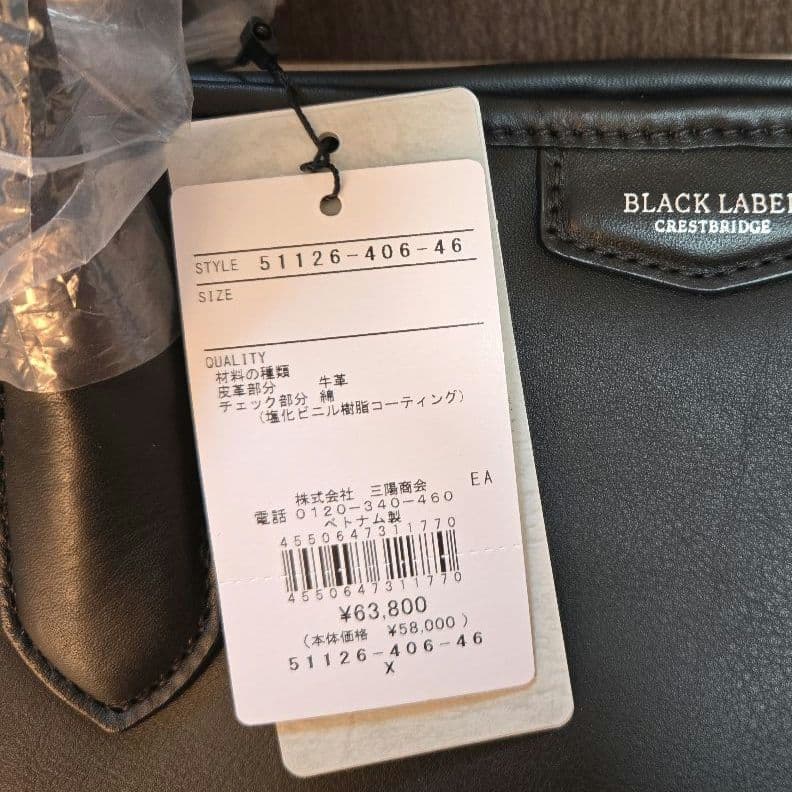 BLACK LABEL
CRESTBRIDGE
STYLE 51126-406-46
SIZE
QUALITY
材料の種類
皮革部分 牛革
チェック部分 綿
(塩化ビニル樹脂コーティング)
EA
株式会社 三陽商会
電話 0120-340-460
ベトナム製
4550647311770
4550647311770
¥63,800
(本体価格 ¥58,000)
51126-406-46
X